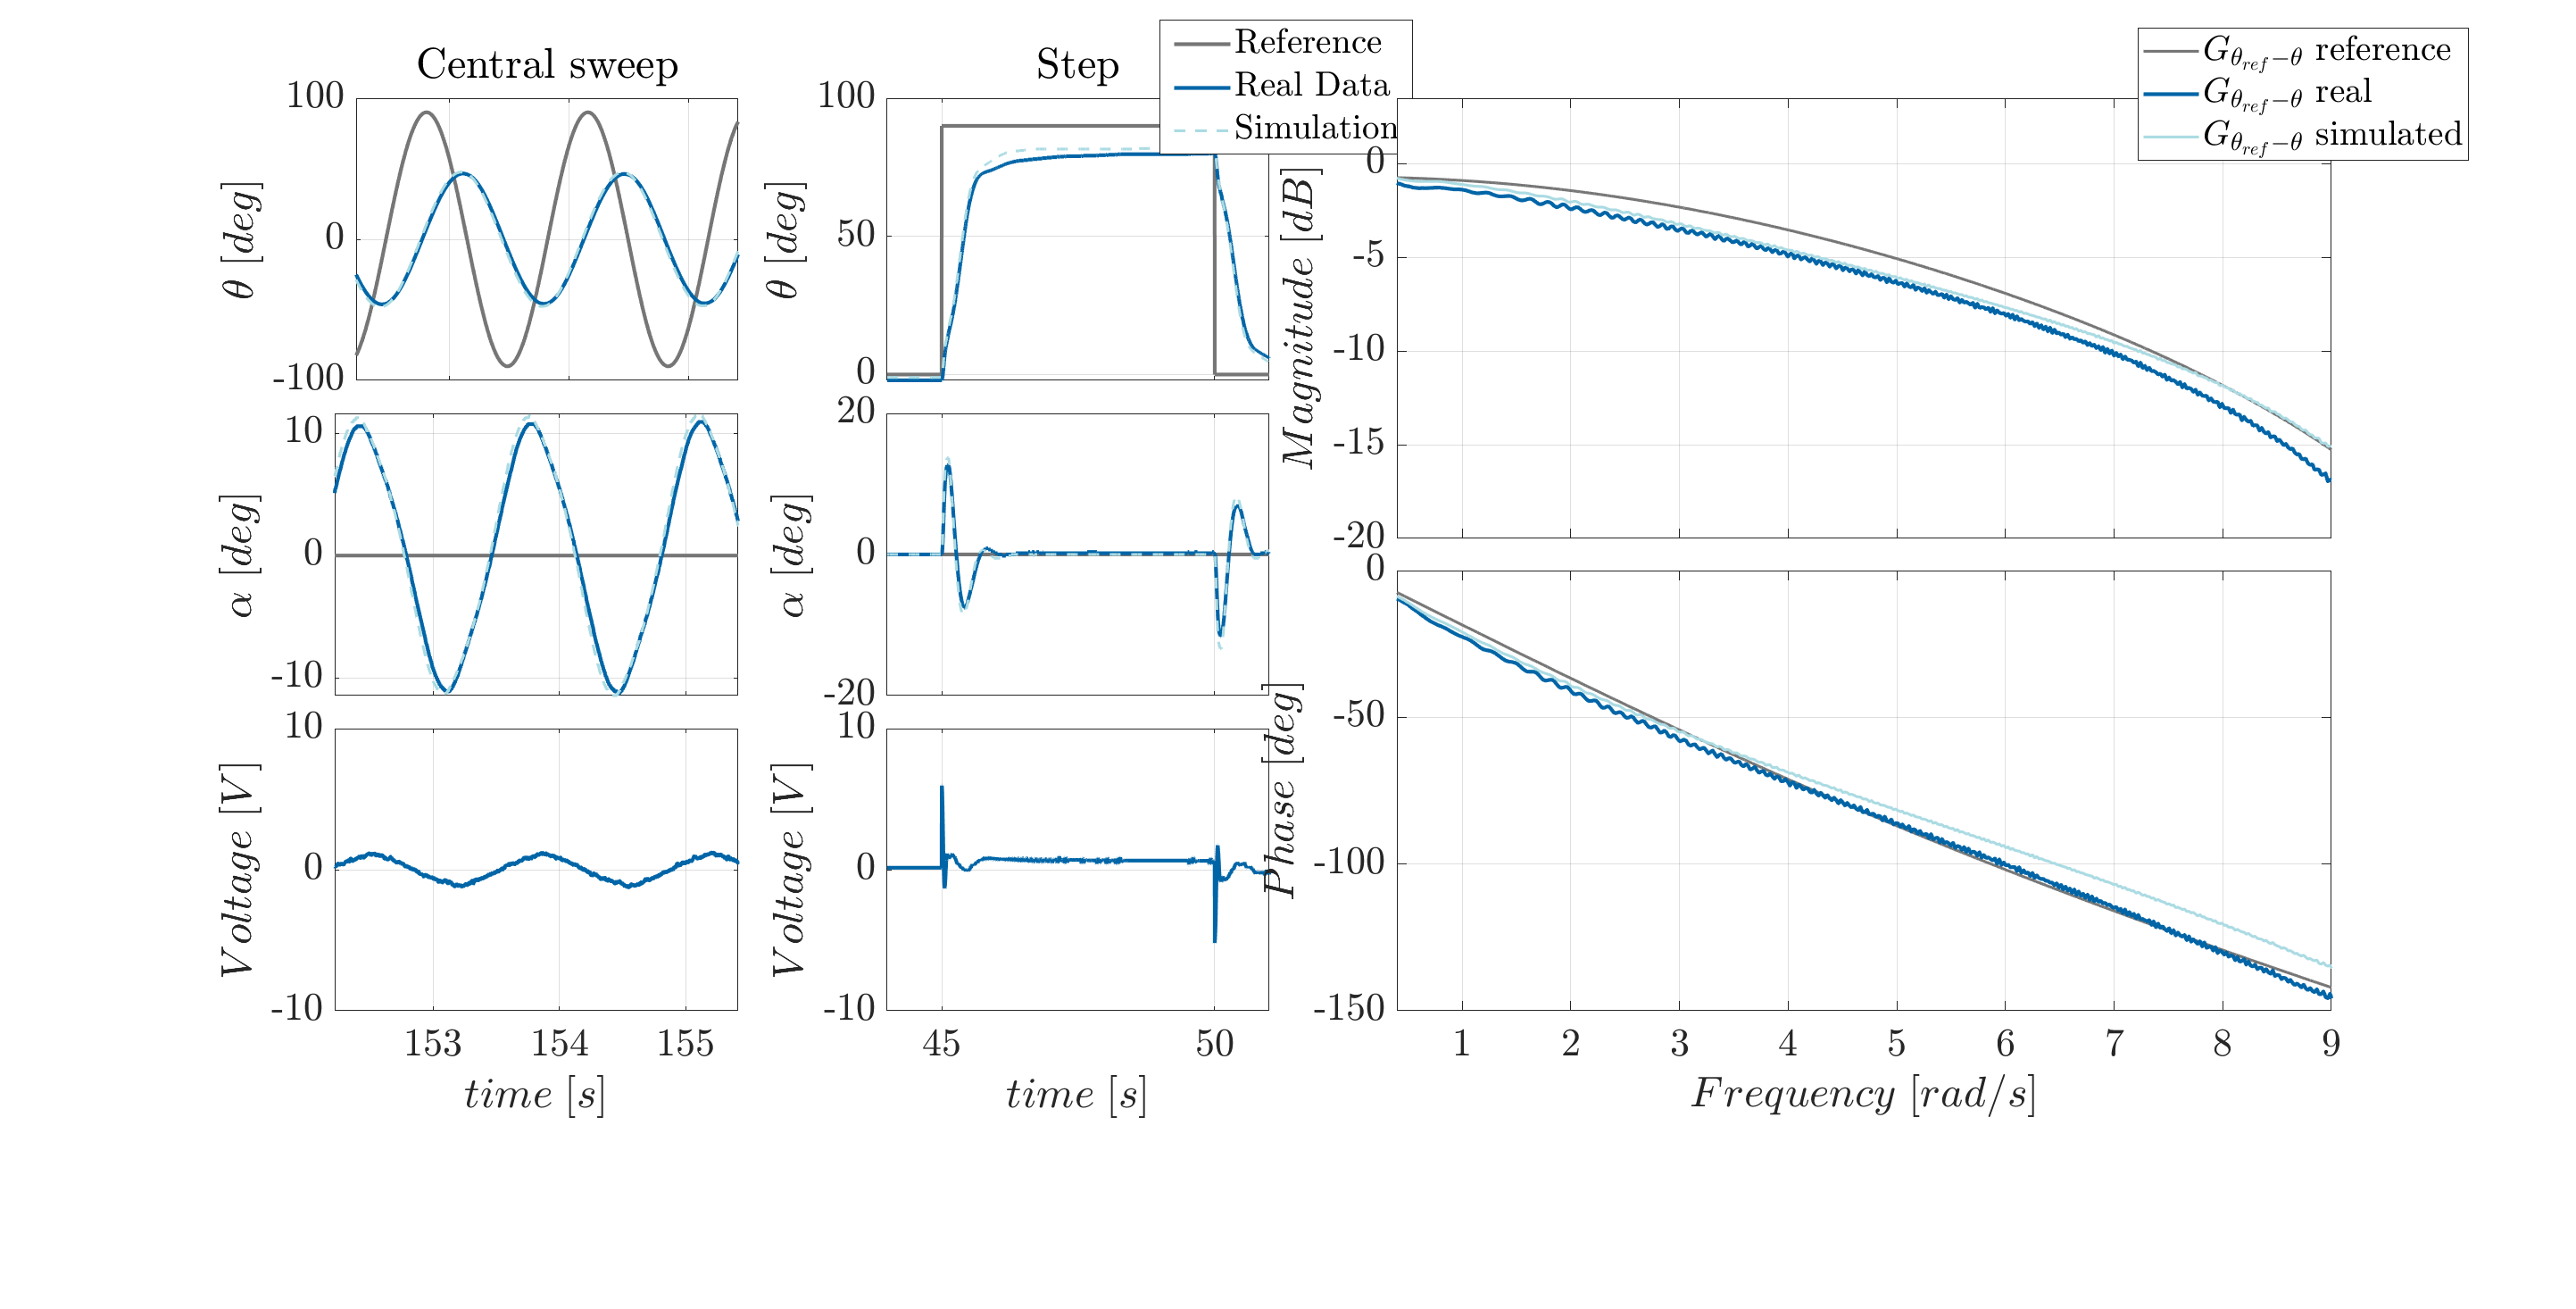 Central sweep
100
0
-100
θ [deg]
10
0
-10
α [deg]
10
0
-10
Voltage [V]
153 154 155
time [s]
Step
Reference
Real Data
Simulation
100
50
0
θ [deg]
20
0
-20
α [deg]
10
0
-10
Voltage [V]
45 50
time [s]
G_{θ_{ref}−θ} reference
G_{θ_{ref}−θ} real
G_{θ_{ref}−θ} simulated
0
-5
-10
-15
-20
Magnitude [dB]
0
-50
-100
-150
Phase [deg]
1 2 3 4 5 6 7 8 9
Frequency [rad/s]